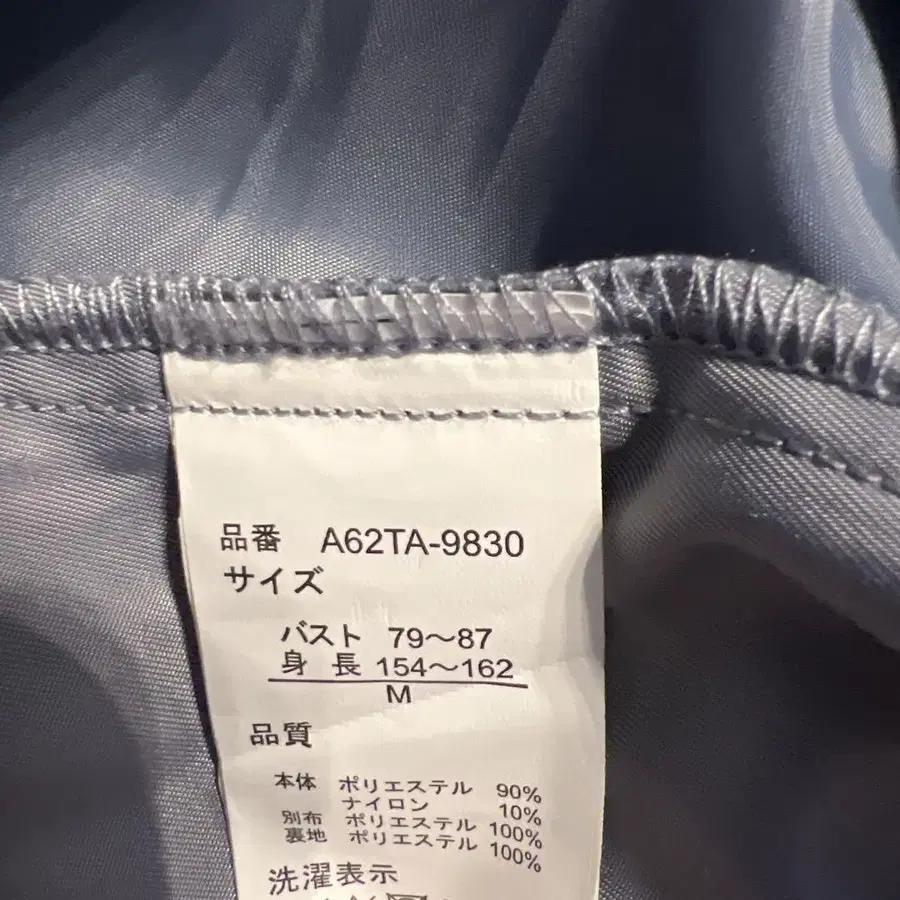 品番 A62TA-9830
サイズ
バスト 79〜87
身長 154〜162
M
品質
本体 ポリエステル 90%
ナイロン 10%
別布 ポリエステル 100%
裏地 ポリエステル 100%
洗濯表示